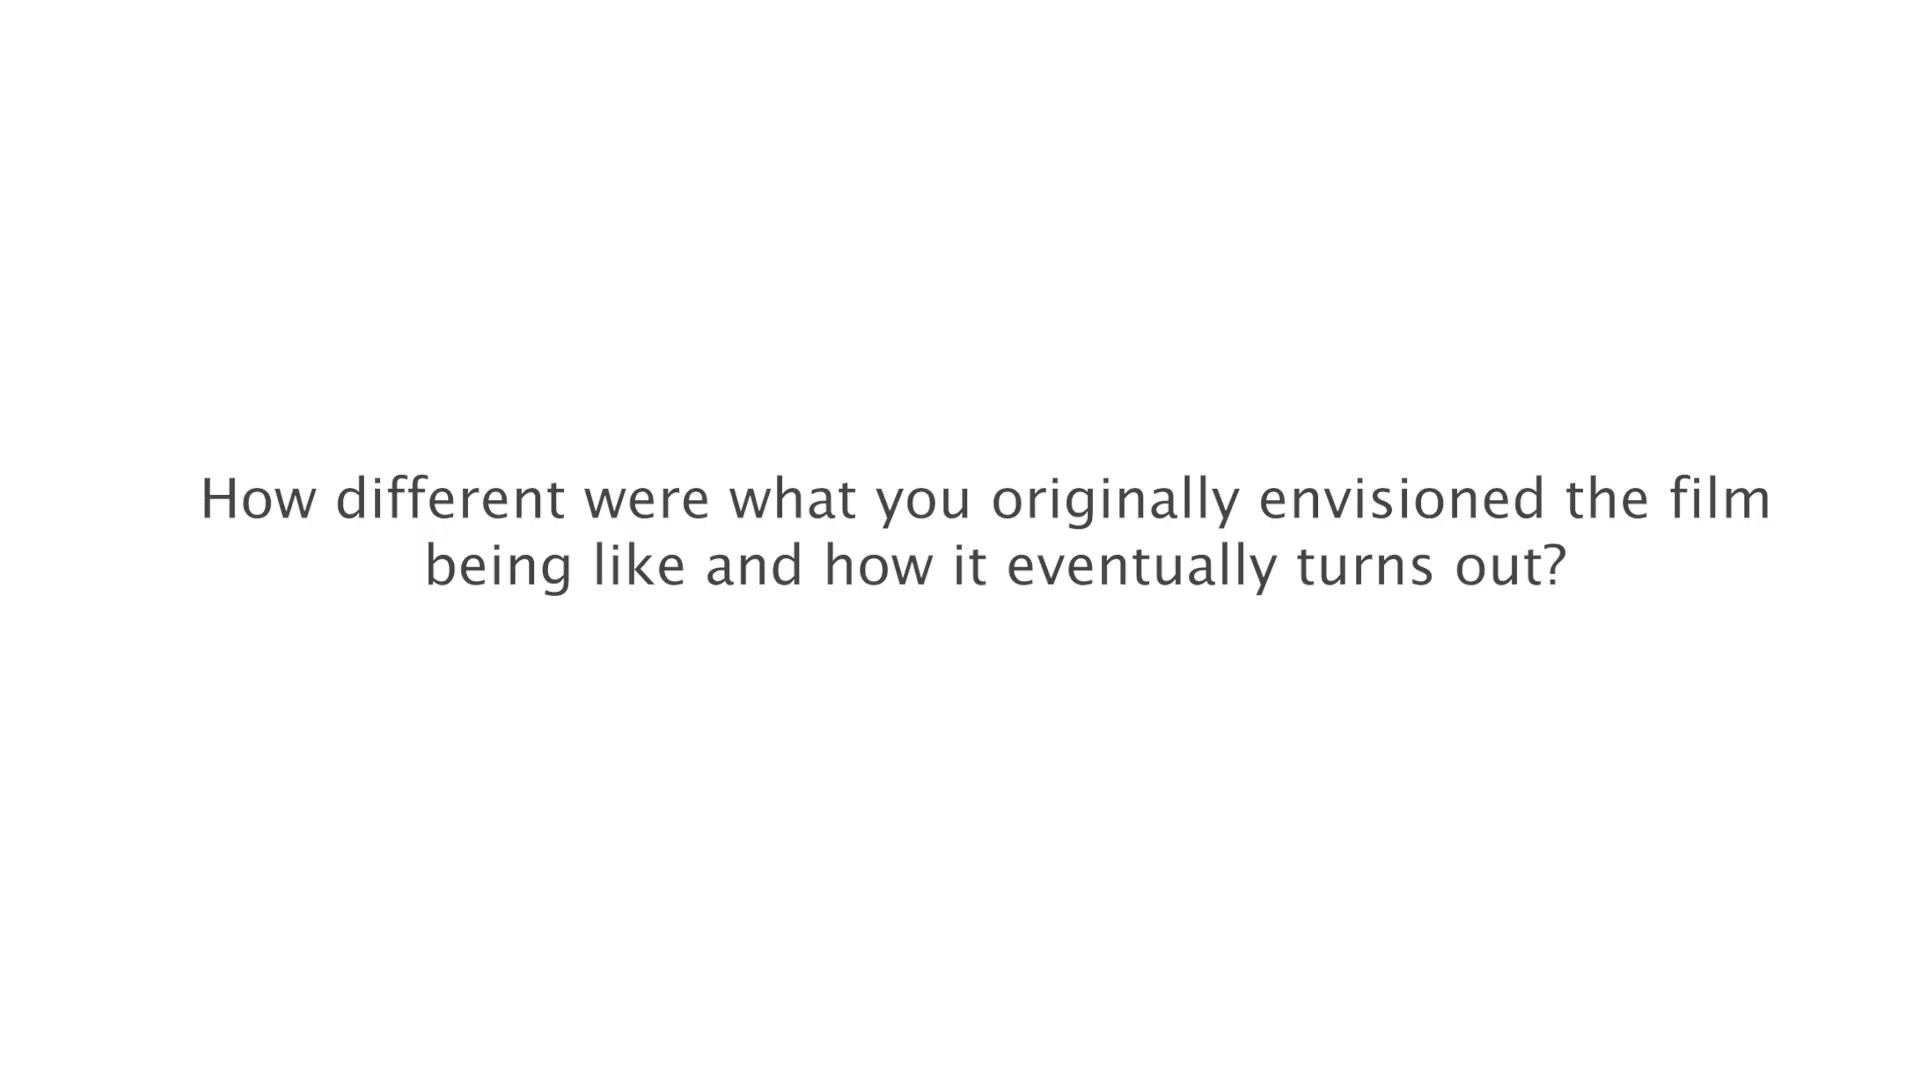 How different were what you originally envisioned the film
being like and how it eventually turns out?